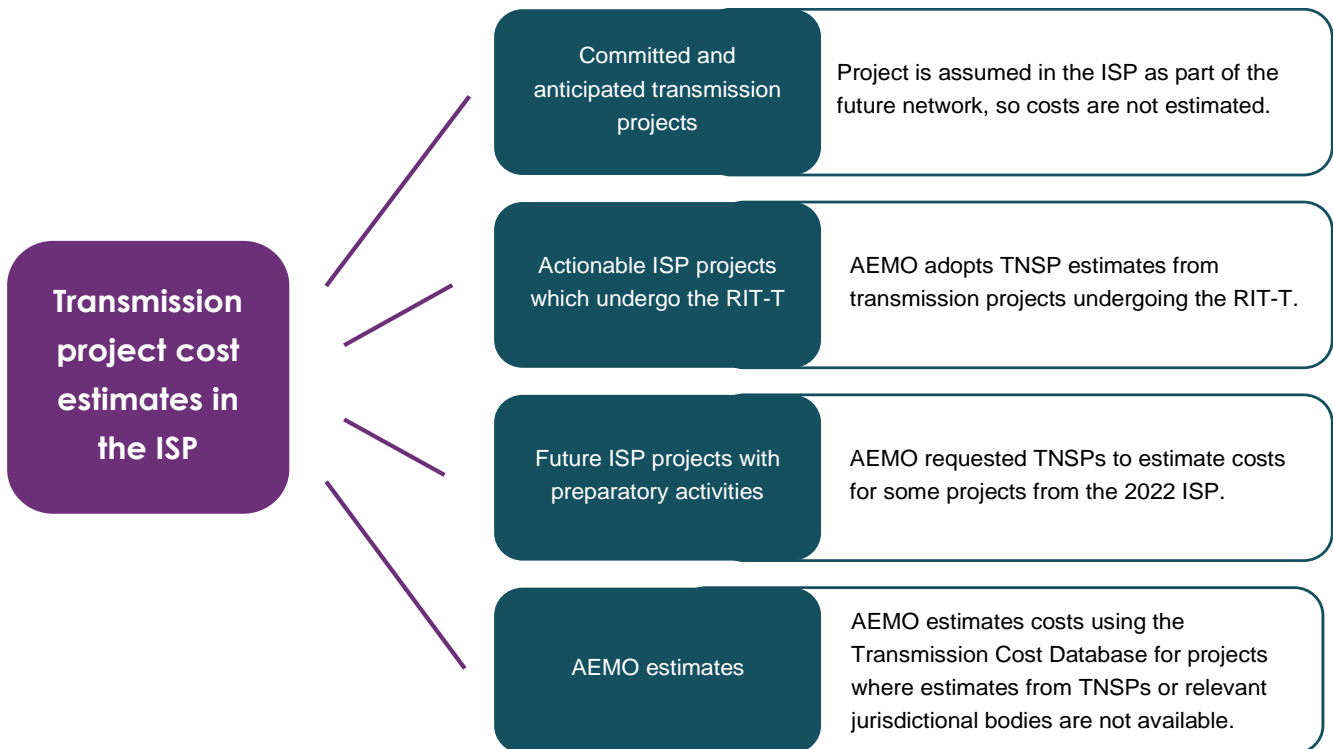 Transmission
project cost
estimates in
the ISP
Committed and
anticipated transmission
projects
Project is assumed in the ISP as part of the
future network, so costs are not estimated.
Actionable ISP projects
which undergo the RIT-T
AEMO adopts TNSP estimates from
transmission projects undergoing the RIT-T.
Future ISP projects with
preparatory activities
AEMO requested TNSPs to estimate costs
for some projects from the 2022 ISP.
AEMO estimates
AEMO estimates costs using the
Transmission Cost Database for projects
where estimates from TNSPs or relevant
jurisdictional bodies are not available.